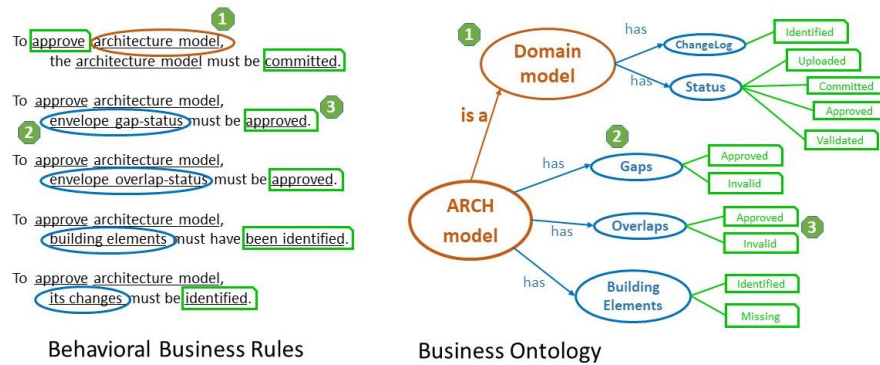 1
To approve architecture model,
the architecture model must be committed.
To approve architecture model,
envelope gap-status must be approved.
3
2
To approve architecture model,
envelope overlap-status must be approved.
To approve architecture model,
building elements must have been identified.
To approve architecture model,
its changes must be identified.
Behavioral Business Rules
1
Domain
model
has
ChangeLog
Identified
has
Status
Uploaded
Committed
Approved
Validated
is a
2
ARCH
model
has
Gaps
Approved
Invalid
has
Overlaps
Approved
Invalid
3
has
Building
Elements
Identified
Missing
Business Ontology